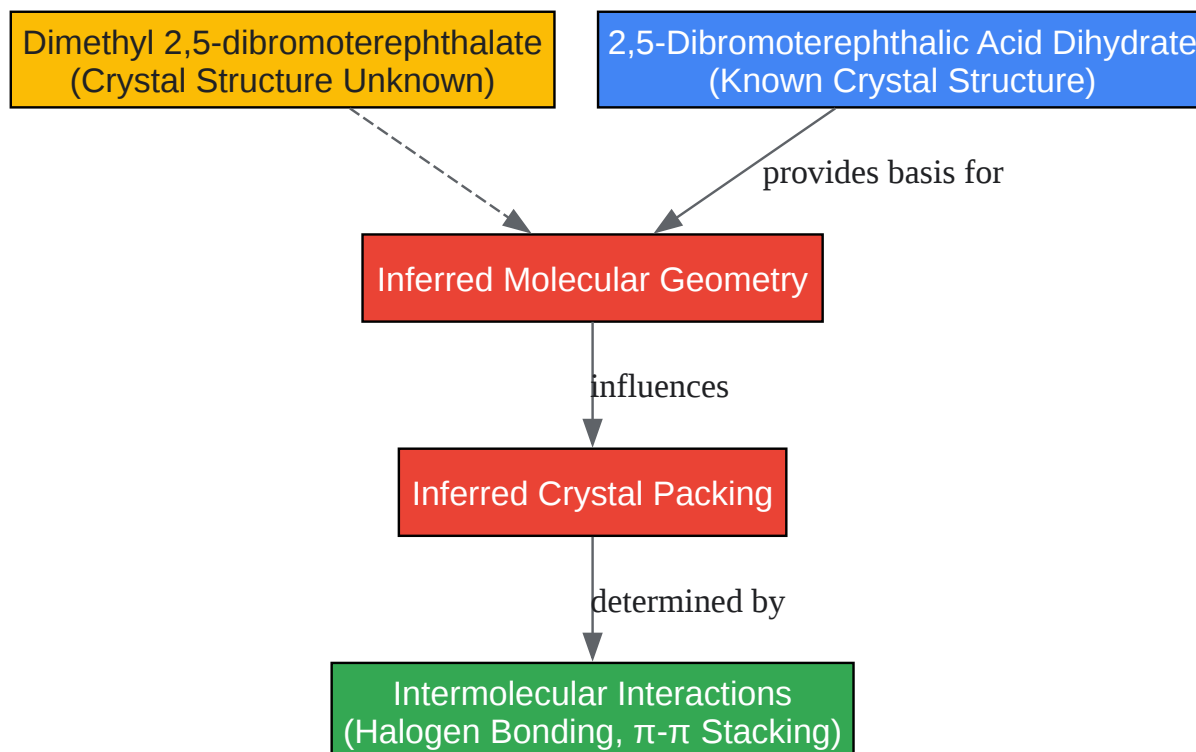 Dimethyl 2,5-dibromoterephthalate
(Crystal Structure Unknown)
2,5-Dibromoterephthalic Acid Dihydrate
(Known Crystal Structure)
provides basis for
Inferred Molecular Geometry
influences
Inferred Crystal Packing
determined by
Intermolecular Interactions
(Halogen Bonding, π-π Stacking)